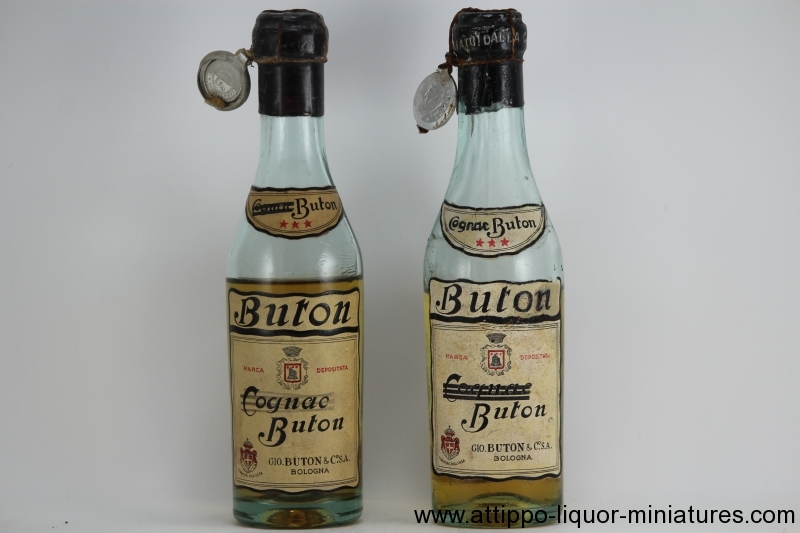 Cognac Buton
Buton
MARCA DEPOSITATA
Cognac
Buton
GIO. BUTON & C°. S.A.
BOLOGNA
Cognac Buton
Buton
MARCA DEPOSITATA
Cognac
Buton
GIO. BUTON & C°. S.A.
BOLOGNA
www.attippo-liquor-miniatures.com